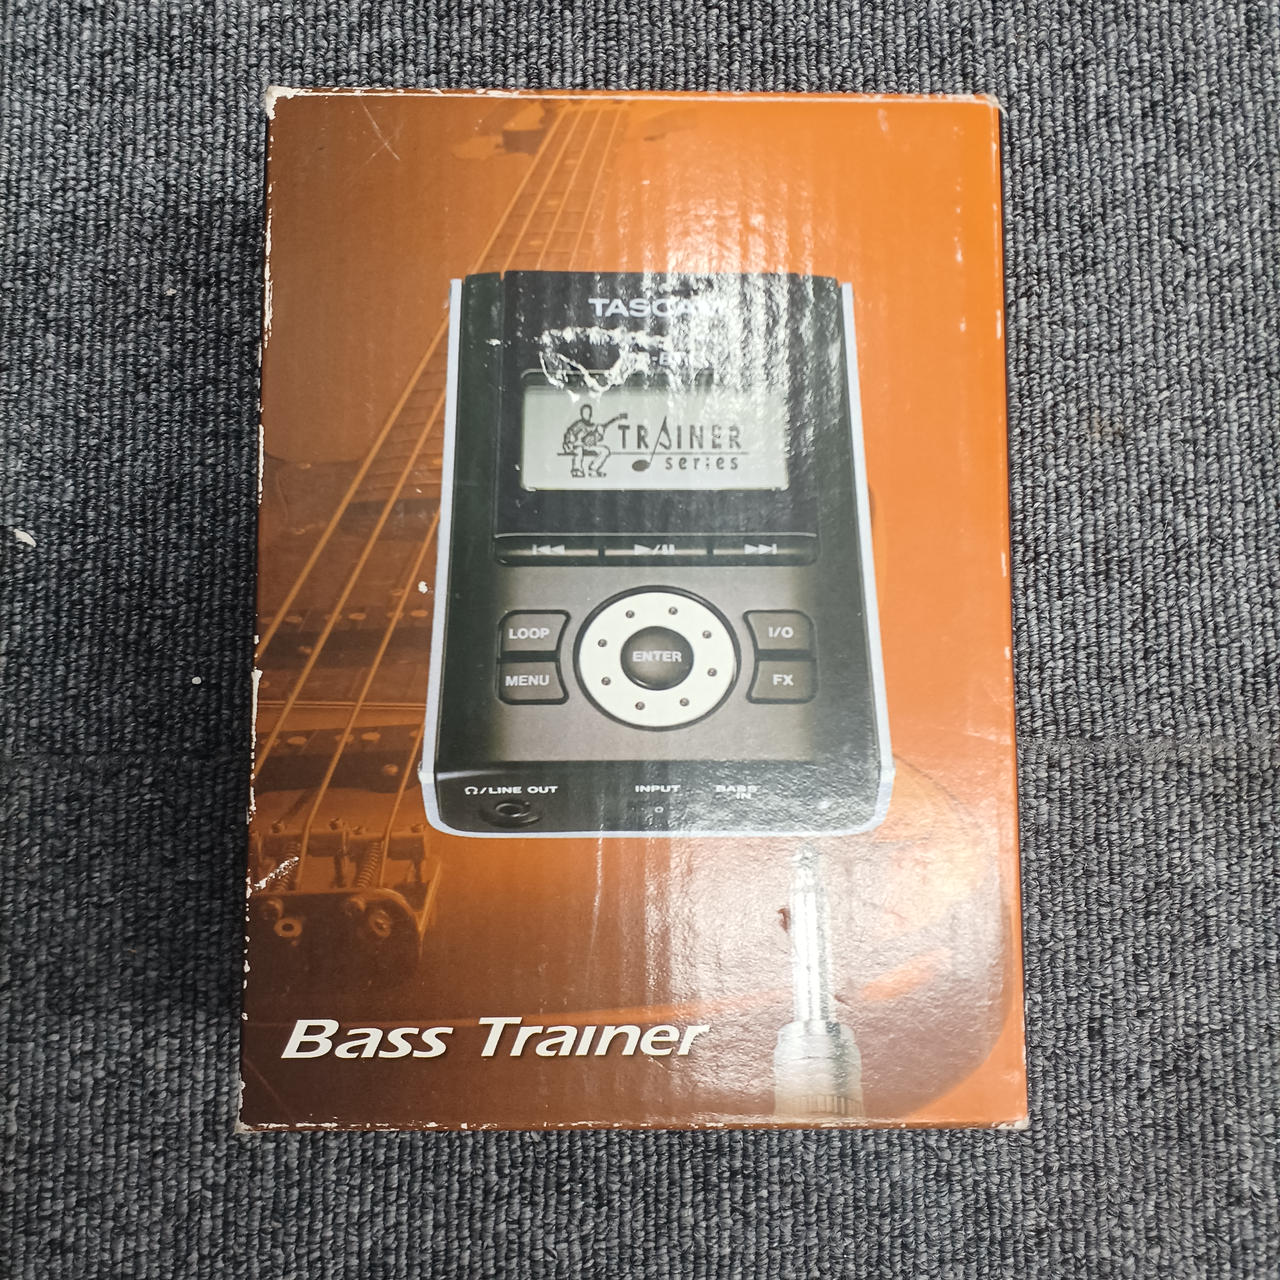 TASCAM
TRAINER
series
LOOP
I/O
ENTER
MENU
FX
/LINE OUT
INPUT
BASS
IN
Bass Trainer